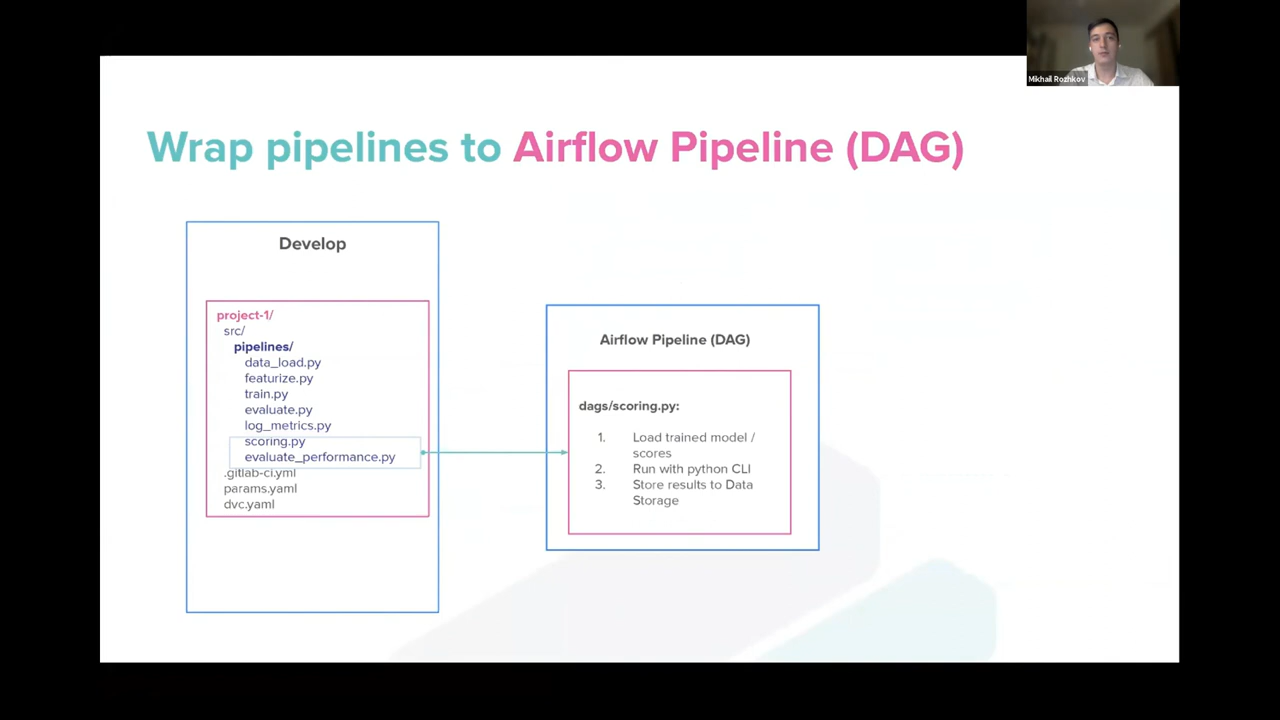 Mikhail Rozhkov
Wrap pipelines to Airflow Pipeline (DAG)
Develop
project-1/
src/
pipelines/
data_load.py
featurize.py
train.py
evaluate.py
log_metrics.py
scoring.py
evaluate_performance.py
.gitlab-ci.yml
params.yaml
dvc.yaml
Airflow Pipeline (DAG)
dags/scoring.py:
1. Load trained model /
scores
2. Run with python CLI
3. Store results to Data
Storage